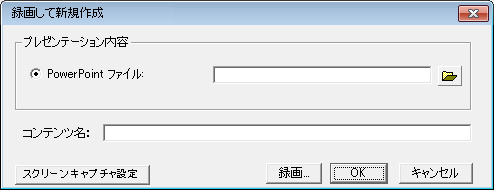 録画して新規作成
プレゼンテーション内容
PowerPoint ファイル:
コンテンツ名:
スクリーンキャプチャ設定
録画...
OK
キャンセル